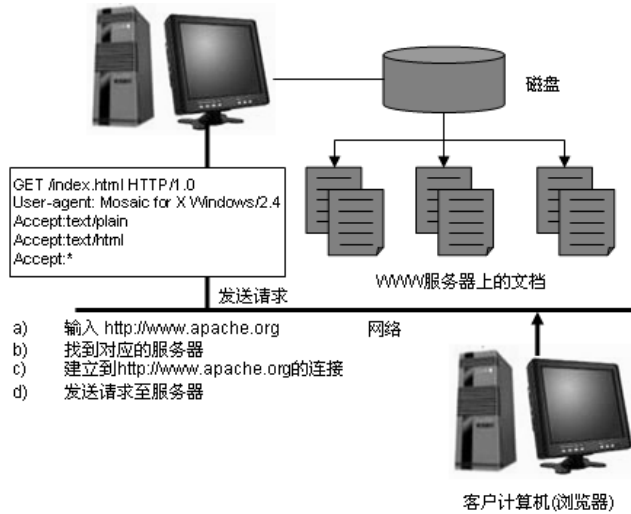 磁盘
GET /index.html HTTP/1.0
User-agent: Mosaic for X Windows/2.4
Accept:text/plain
Accept:text/html
Accept:*
WWW服务器上的文档
发送请求
a) 输入 http://www.apache.org
网络
b) 找到对应的服务器
c) 建立到http://www.apache.org的连接
d) 发送请求至服务器
客户计算机(浏览器)